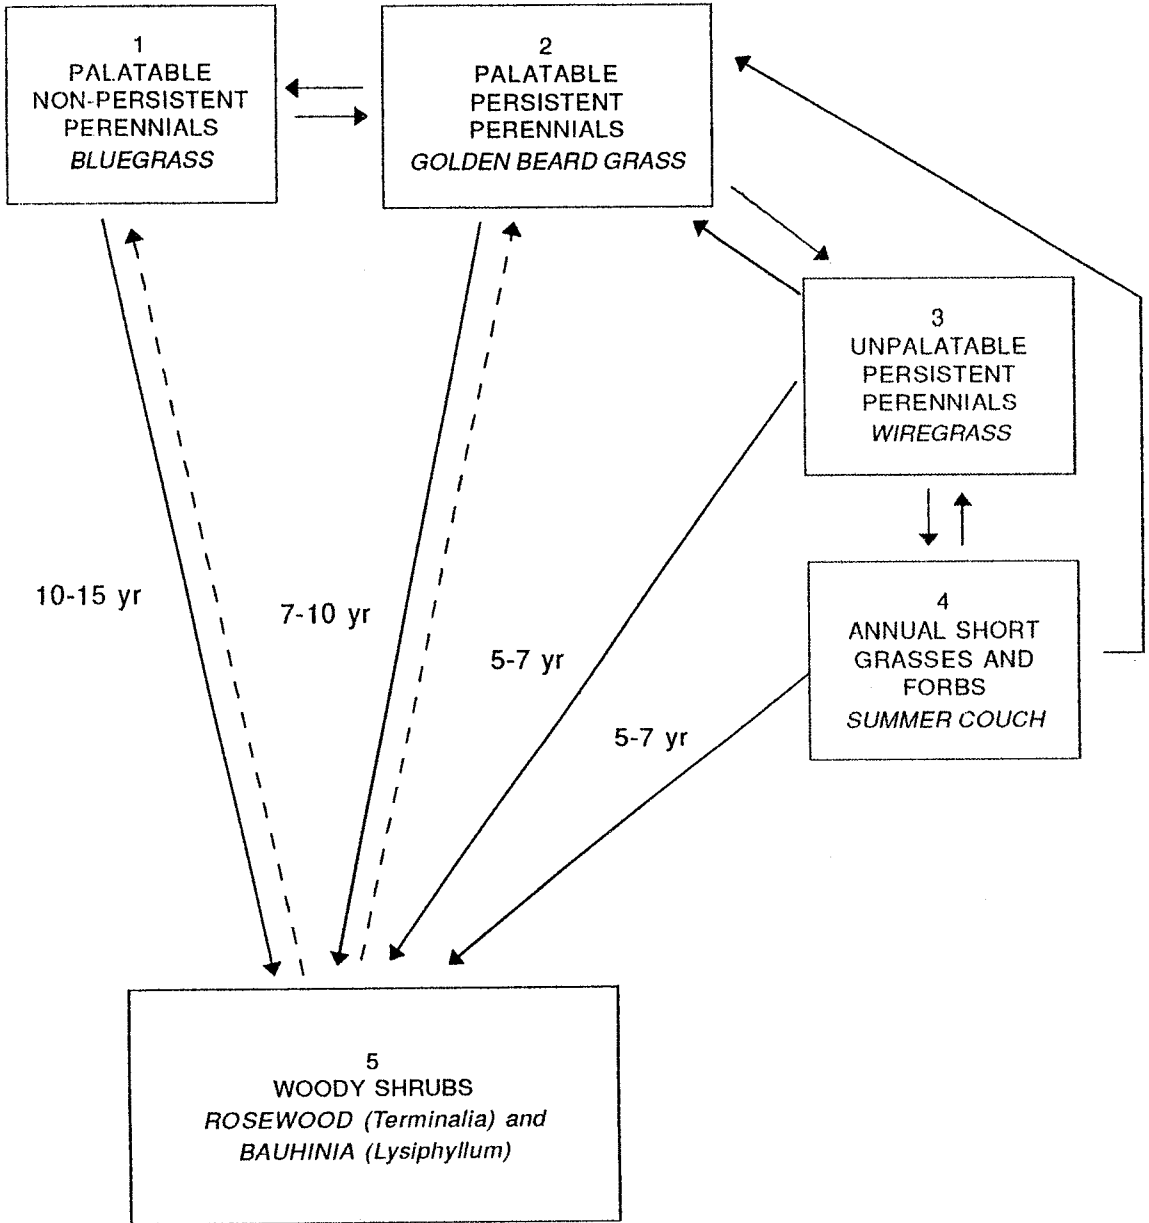 1
PALATABLE
NON-PERSISTENT
PERENNIALS
BLUEGRASS
2
PALATABLE
PERSISTENT
PERENNIALS
GOLDEN BEARD GRASS
3
UNPALATABLE
PERSISTENT
PERENNIALS
WIREGRASS
10-15 yr
7-10 yr
5-7 yr
5-7 yr
4
ANNUAL SHORT
GRASSES AND
FORBS
SUMMER COUCH
5
WOODY SHRUBS
ROSEWOOD (Terminalia) and
BAUHINIA (Lysiphyllum)